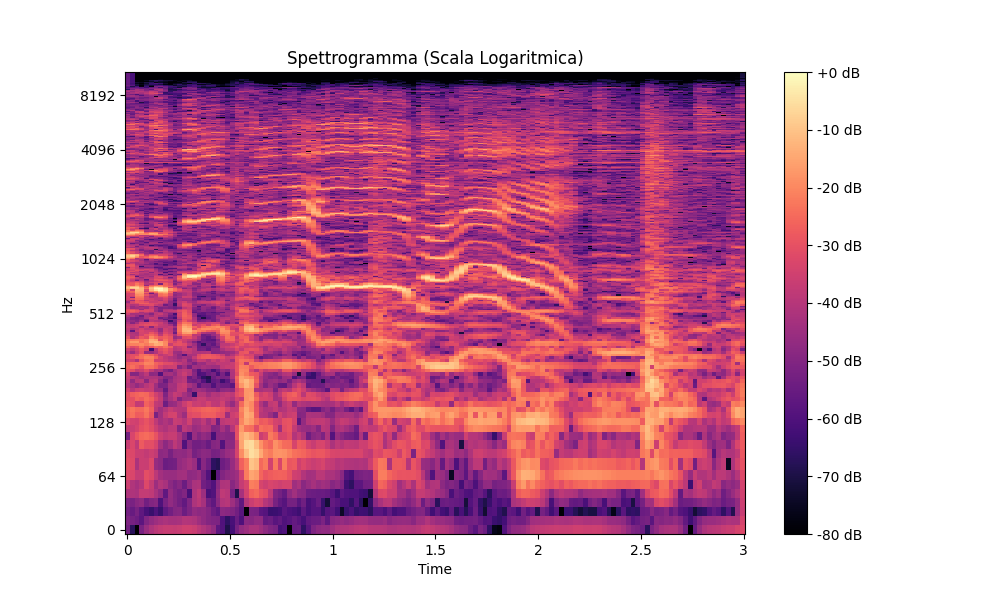 Spettrogramma (Scala Logaritmica)
8192
4096
2048
1024
512
256
128
64
0
Hz
0
0.5
1
1.5
2
2.5
3
Time
+0 dB
-10 dB
-20 dB
-30 dB
-40 dB
-50 dB
-60 dB
-70 dB
-80 dB